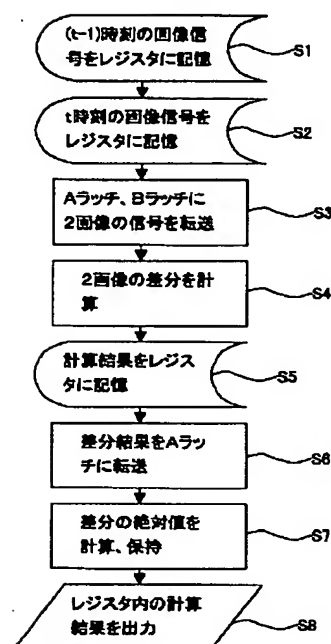 (t-1)時刻の画像信
号をレジスタに記憶
S1
t時刻の画像信号を
レジスタに記憶
S2
Aラッチ、Bラッチに
2画像の信号を転送
S3
2画像の差分を計
算
S4
計算結果をレジス
タに記憶
S5
差分結果をAラッ
チに転送
S6
差分の絶対値を
計算、保持
S7
レジスタ内の計算
結果を出力
S8